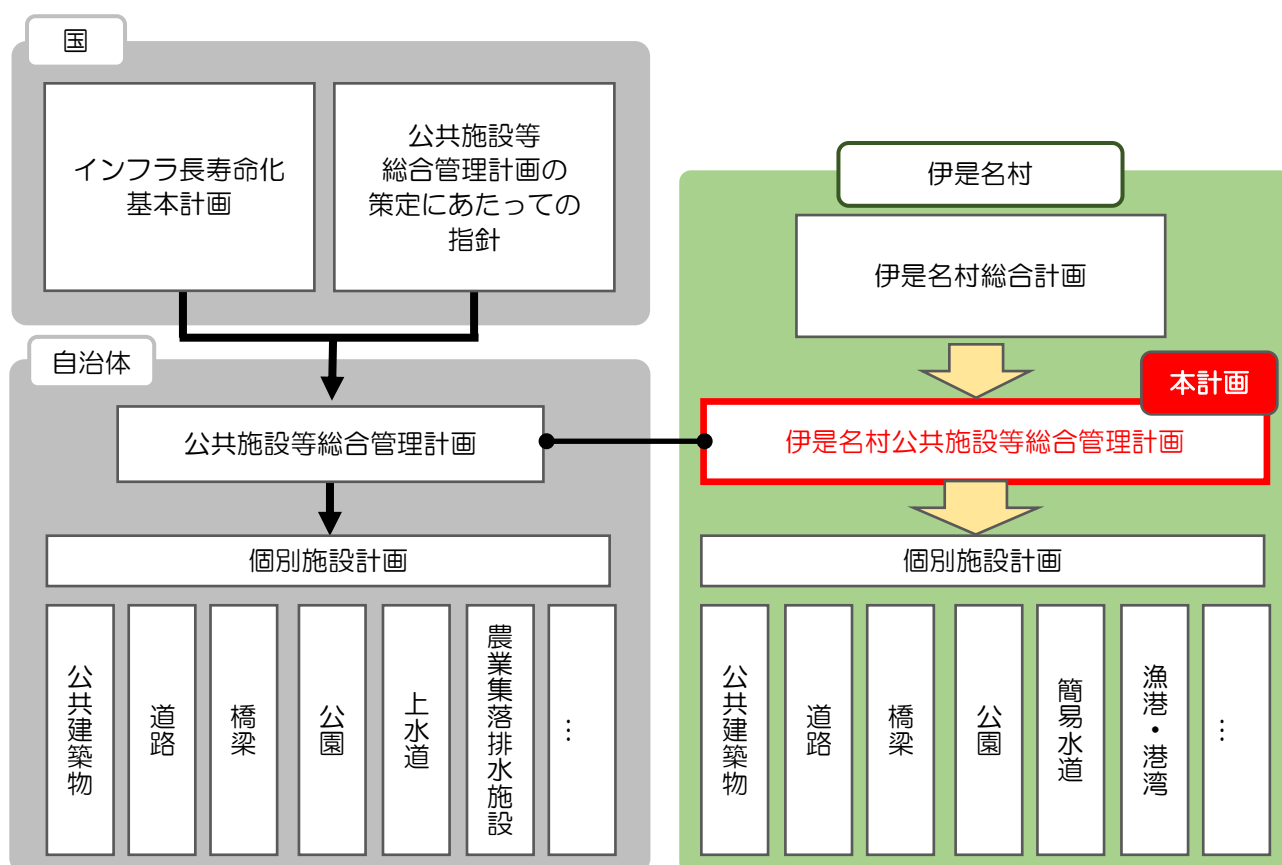 国
インフラ長寿命化
基本計画
公共施設等
総合管理計画の
策定にあたっての
指針
自治体
公共施設等総合管理計画
個別施設計画
公共建築物
道路
橋梁
公園
上水道
農業集落排水施設
…
伊是名村
伊是名村総合計画
本計画
伊是名村公共施設等総合管理計画
個別施設計画
公共建築物
道路
橋梁
公園
簡易水道
漁港・港湾
…